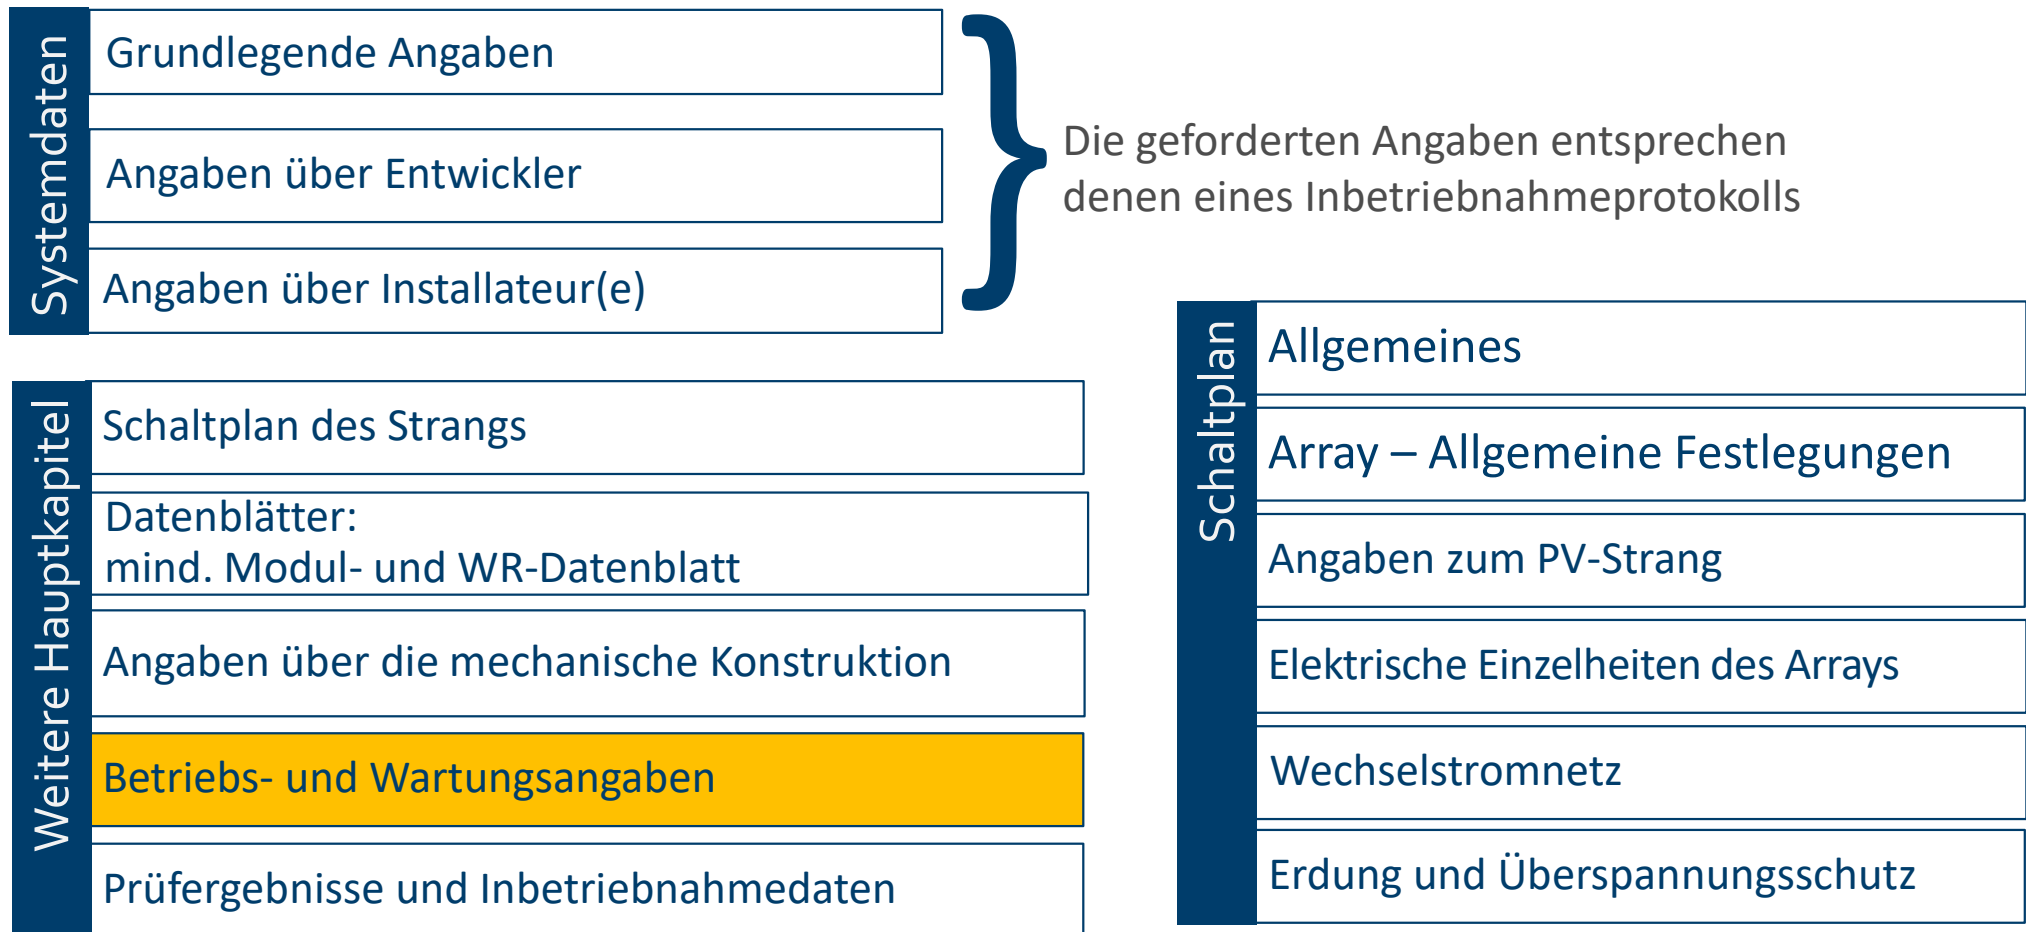 Systemdaten
Grundlegende Angaben
Angaben über Entwickler
Angaben über Installateur(e)
Die geforderten Angaben entsprechen
denen eines Inbetriebnahmeprotokolls
Weitere Hauptkapitel
Schaltplan des Strangs
Datenblätter:
mind. Modul- und WR-Datenblatt
Angaben über die mechanische Konstruktion
Betriebs- und Wartungsangaben
Prüfergebnisse und Inbetriebnahmedaten
Schaltplan
Allgemeines
Array – Allgemeine Festlegungen
Angaben zum PV-Strang
Elektrische Einzelheiten des Arrays
Wechselstromnetz
Erdung und Überspannungsschutz